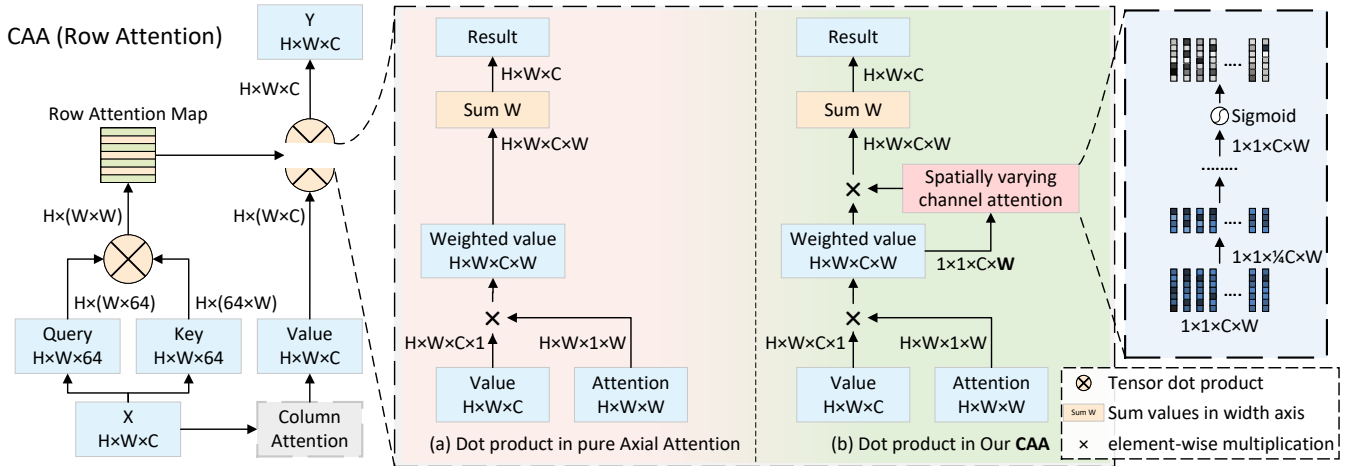 CAA (Row Attention)
Y
H×W×C
H×W×C
Row Attention Map
H×(W×W)
H×(W×C)
H×(W×64)
H×(64×W)
Query
H×W×64
Key
H×W×64
Value
H×W×C
X
H×W×C
Column
Attention
Result
H×W×C
Sum W
H×W×C×W
Weighted value
H×W×C×W
H×W×C×1
H×W×1×W
Value
H×W×C
Attention
H×W×W
(a) Dot product in pure Axial Attention
Result
H×W×C
Sum W
H×W×C×W
Spatially varying
channel attention
Weighted value
H×W×C×W
1×1×C×W
H×W×C×1
H×W×1×W
Value
H×W×C
Attention
H×W×W
(b) Dot product in Our CAA
....
Sigmoid
1×1×C×W
........
....
1×1×¼C×W
....
1×1×C×W
Tensor dot product
Sum W Sum values in width axis
× element-wise multiplication